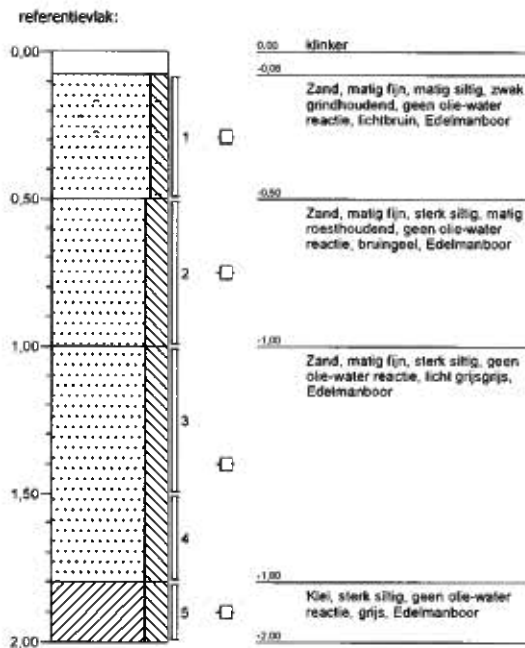 referentievlak:
0,00
0,50
1,00
1,50
2,00
1
2
3
4
5
0.00 klinker
-0,08
Zand, matig fijn, matig siltig, zwak
grindhoudend, geen olie-water
reactie, lichtbruin, Edelmanboor
-0,50
Zand, matig fijn, sterk siltig, matig
roesthoudend, geen olie-water
reactie, bruingeel, Edelmanboor
-1,00
Zand, matig fijn, sterk siltig, geen
olie-water reactie, licht grijsgrijs,
Edelmanboor
-1,80
Klei, sterk siltig, geen olie-water
reactie, grijs, Edelmanboor
-2,00